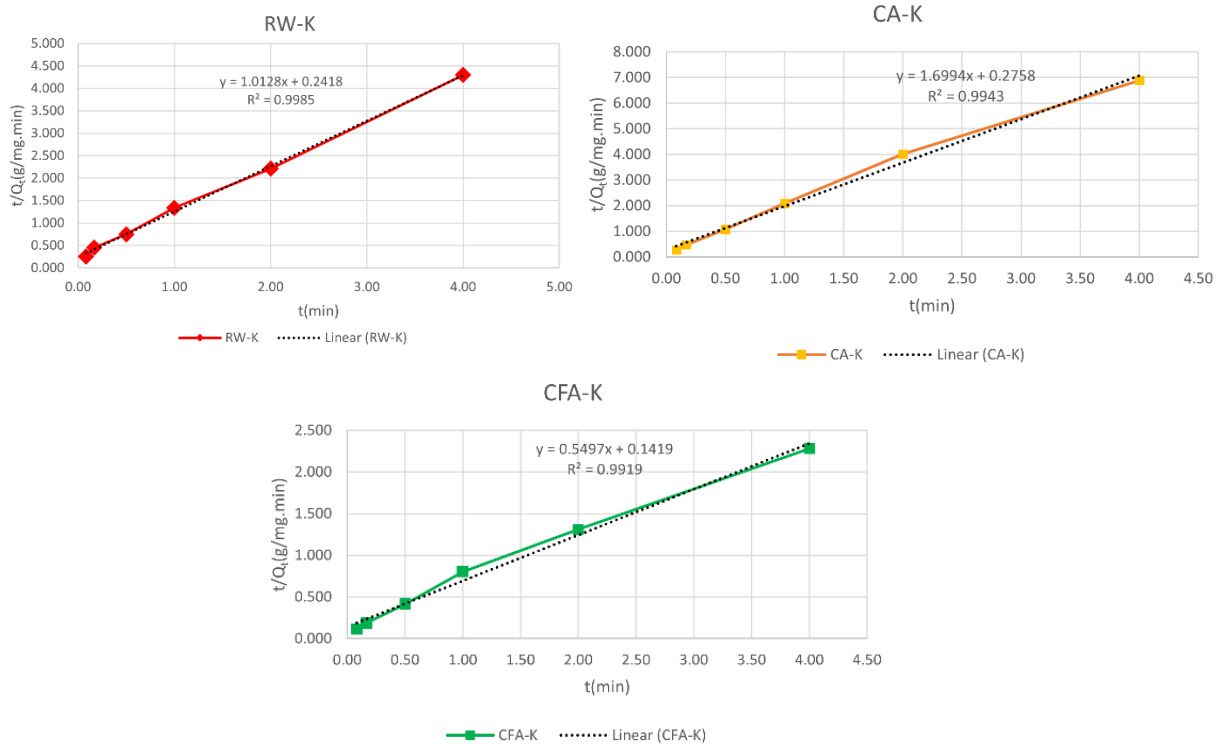 RW-K
5.000
4.500
4.000
3.500
3.000
2.500
2.000
1.500
1.000
0.500
0.000
t/Qt(g/mg.min)
y = 1.0128x + 0.2418
R² = 0.9985
0.00 1.00 2.00 3.00 4.00 5.00
t(min)
RW-K Linear (RW-K)
CA-K
8.000
7.000
6.000
5.000
4.000
3.000
2.000
1.000
0.000
t/Qt(g/mg.min)
y = 1.6994x + 0.2758
R² = 0.9943
0.00 0.50 1.00 1.50 2.00 2.50 3.00 3.50 4.00 4.50
t(min)
CA-K Linear (CA-K)
CFA-K
2.500
2.000
1.500
1.000
0.500
0.000
t/Qt(g/mg.min)
y = 0.5497x + 0.1419
R² = 0.9919
0.00 0.50 1.00 1.50 2.00 2.50 3.00 3.50 4.00 4.50
t(min)
CFA-K Linear (CFA-K)